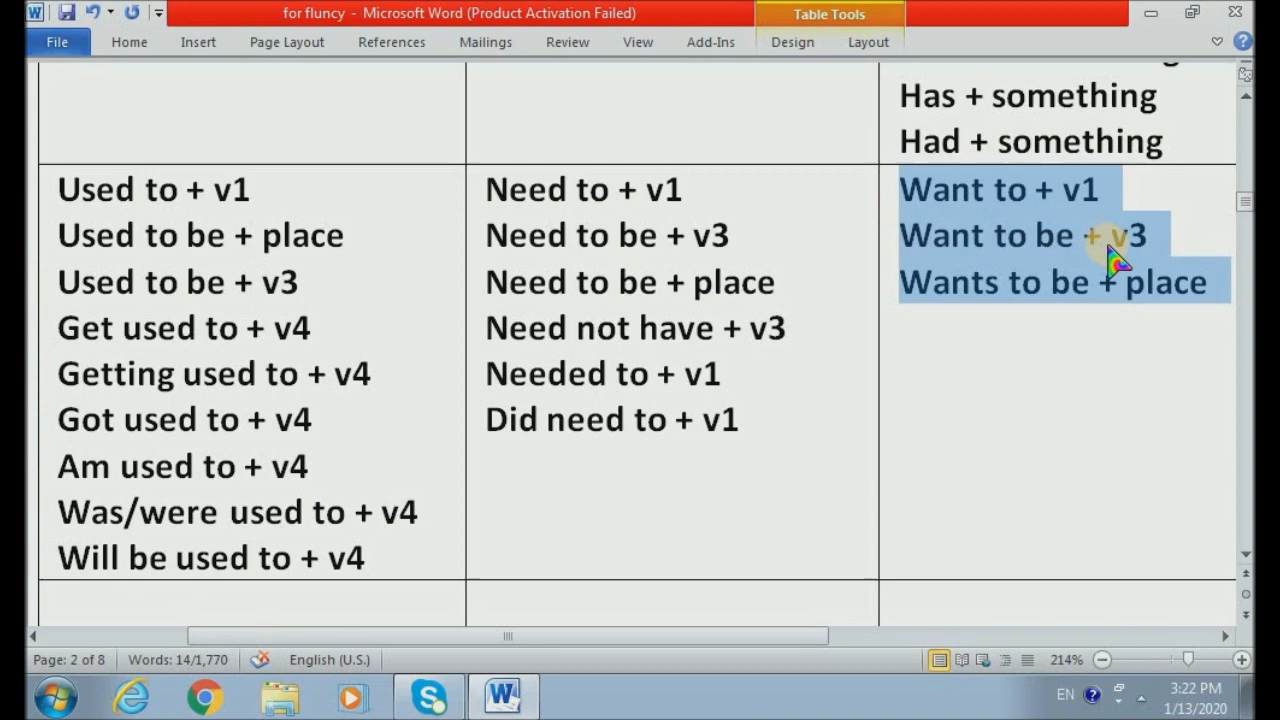 for fluncy - Microsoft Word (Product Activation Failed)
Table Tools
File Home Insert Page Layout References Mailings Review View Add-Ins Design Layout
Has + something
Had + something
Used to + v1
Used to be + place
Used to be + v3
Get used to + v4
Getting used to + v4
Got used to + v4
Am used to + v4
Was/were used to + v4
Will be used to + v4
Need to + v1
Need to be + v3
Need to be + place
Need not have + v3
Needed to + v1
Did need to + v1
Want to + v1
Want to be + v3
Wants to be + place
Page: 2 of 8 Words: 14/1,770 English (U.S.) 214%
EN 3:22 PM
1/13/2020